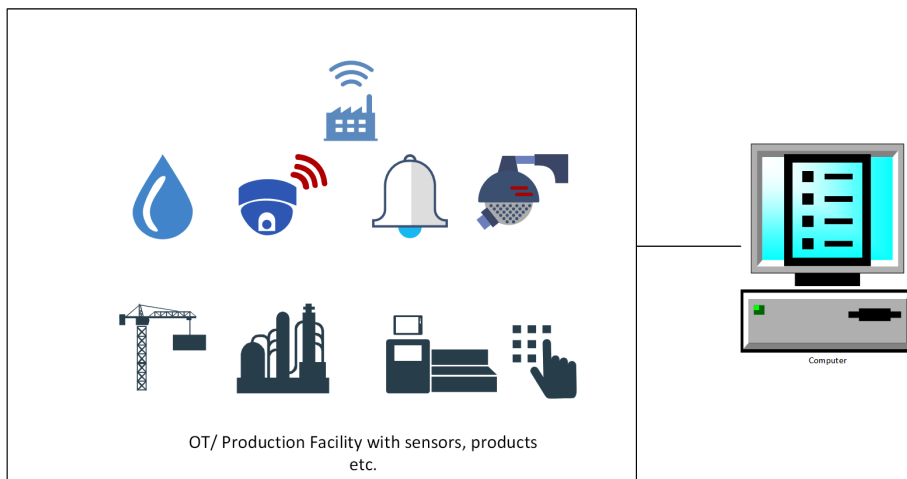 Computer
OT/ Production Facility with sensors, products
etc.